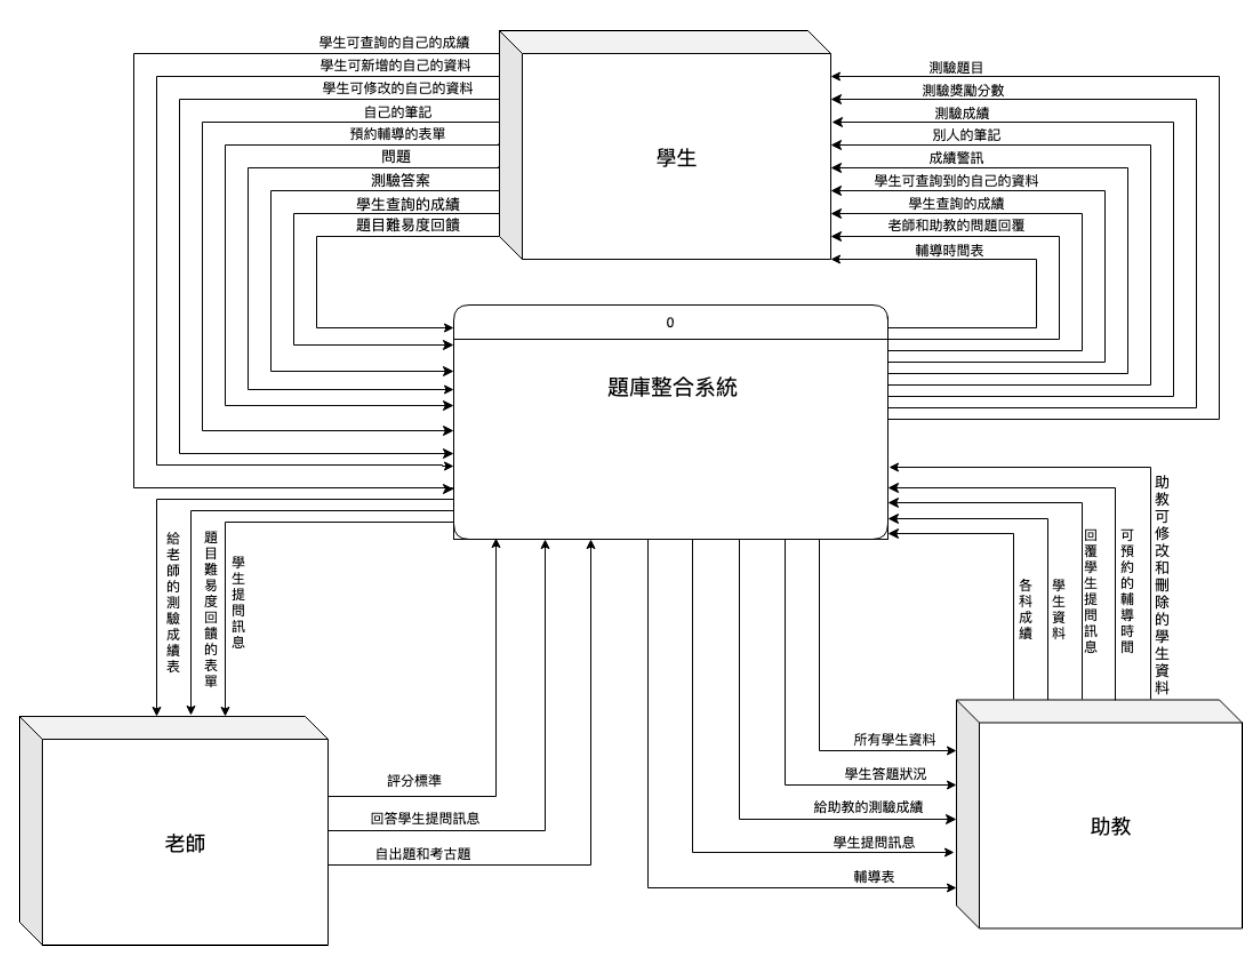 學生可查詢的自己的成績
學生可新增的自己的資料
學生可修改的自己的資料
自己的筆記
預約輔導的表單
問題
測驗答案
學生查詢的成績
題目難易度回饋
學生
測驗題目
測驗獎勵分數
測驗成績
別人的筆記
成績警訊
學生可查詢到的自己的資料
學生查詢的成績
老師和助教的問題回覆
輔導時間表
0
題庫整合系統
給老師的測驗成績表
題目難易度回饋的表單
學生提問訊息
各科成績
學生資料
回覆學生提問訊息
可預約的輔導時間
助教可修改和刪除的學生資料
老師
評分標準
回答學生提問訊息
自出題和考古題
所有學生資料
學生答題狀況
給助教的測驗成績
學生提問訊息
輔導表
助教